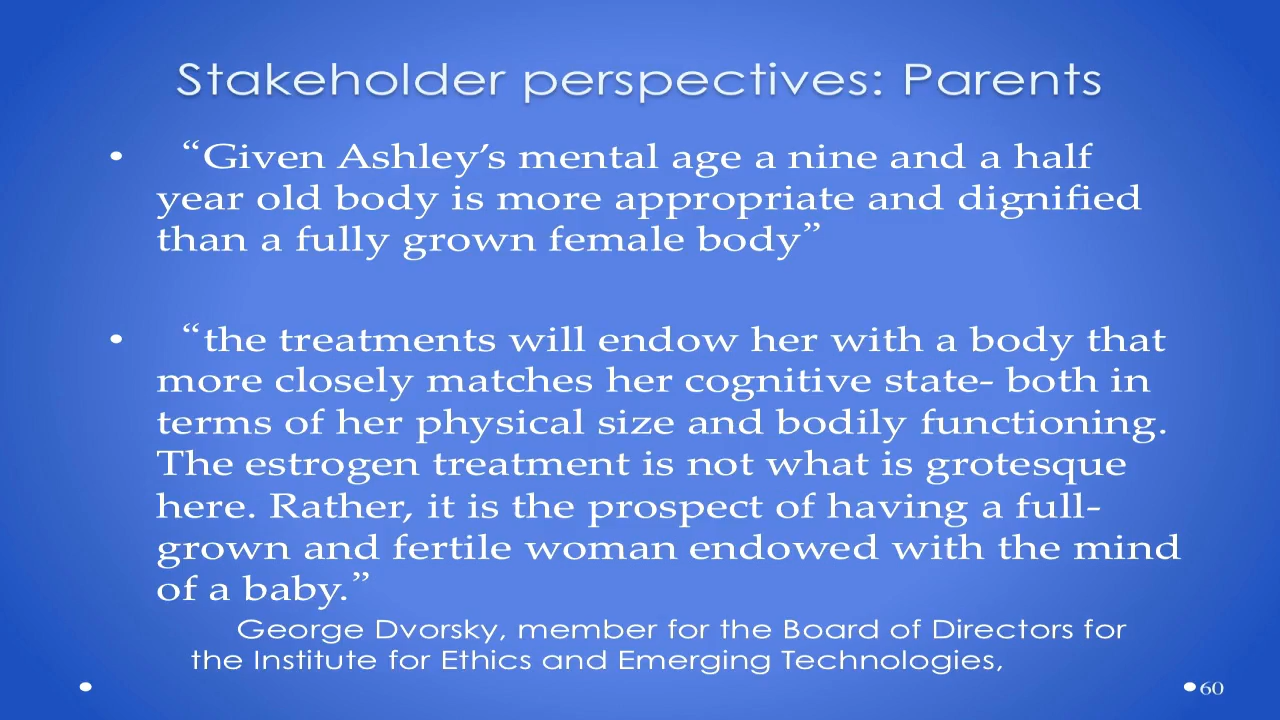 Stakeholder perspectives: Parents
• “Given Ashley’s mental age a nine and a half
year old body is more appropriate and dignified
than a fully grown female body”
• “the treatments will endow her with a body that
more closely matches her cognitive state- both in
terms of her physical size and bodily functioning.
The estrogen treatment is not what is grotesque
here. Rather, it is the prospect of having a full-
grown and fertile woman endowed with the mind
of a baby.”
George Dvorsky, member for the Board of Directors for
the Institute for Ethics and Emerging Technologies,
•
• 60